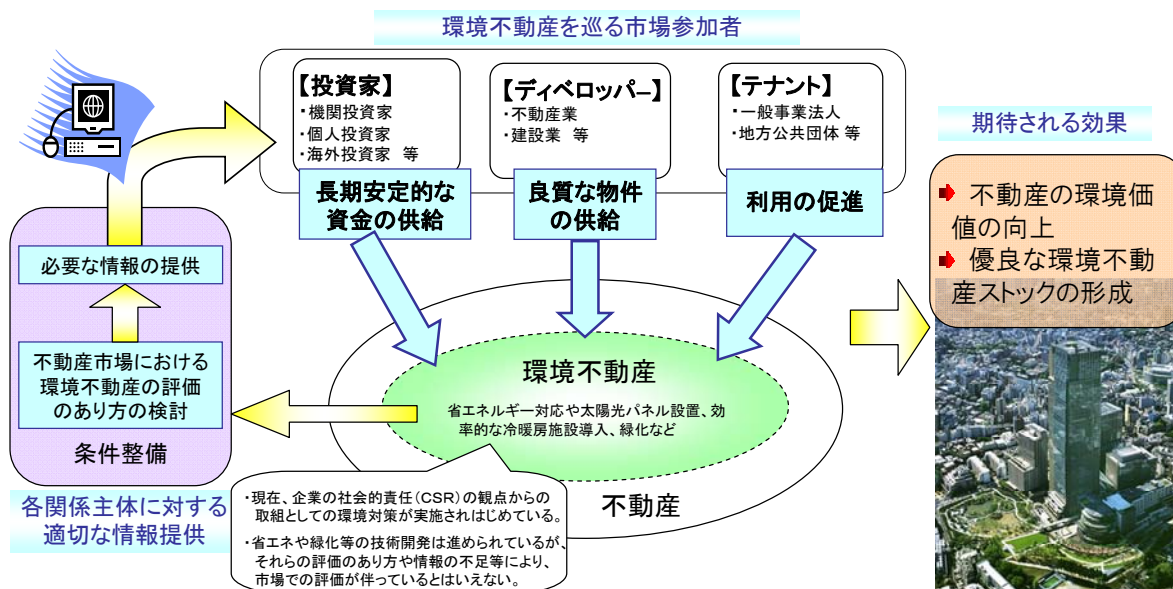 環境不動産を巡る市場参加者
【投資家】
・機関投資家
・個人投資家
・海外投資家 等
【ディベロッパー】
・不動産業
・建設業 等
【テナント】
・一般事業法人
・地方公共団体 等
長期安定的な
資金の供給
良質な物件
の供給
利用の促進
期待される効果
不動産の環境価
値の向上
優良な環境不動
産ストックの形成
必要な情報の提供
不動産市場における
環境不動産の評価
のあり方の検討
条件整備
各関係主体に対する
適切な情報提供
環境不動産
省エネルギー対応や太陽光パネル設置、効
率的な冷暖房施設導入、緑化など
不動産
・現在、企業の社会的責任（CSR）の観点からの
取組としての環境対策が実施されはじめている。
・省エネや緑化等の技術開発は進められているが、
それらの評価のあり方や情報の不足等により、
市場での評価が伴っているとはいえない。